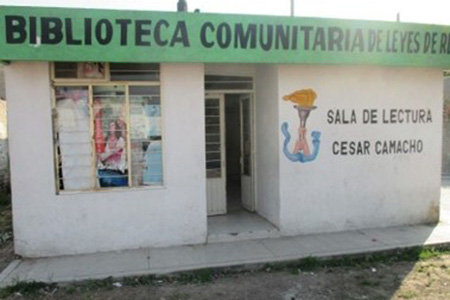 BIBLIOTECA COMUNITARIA DE LEYES DE
SALA DE LECTURA
CESAR CAMACHO